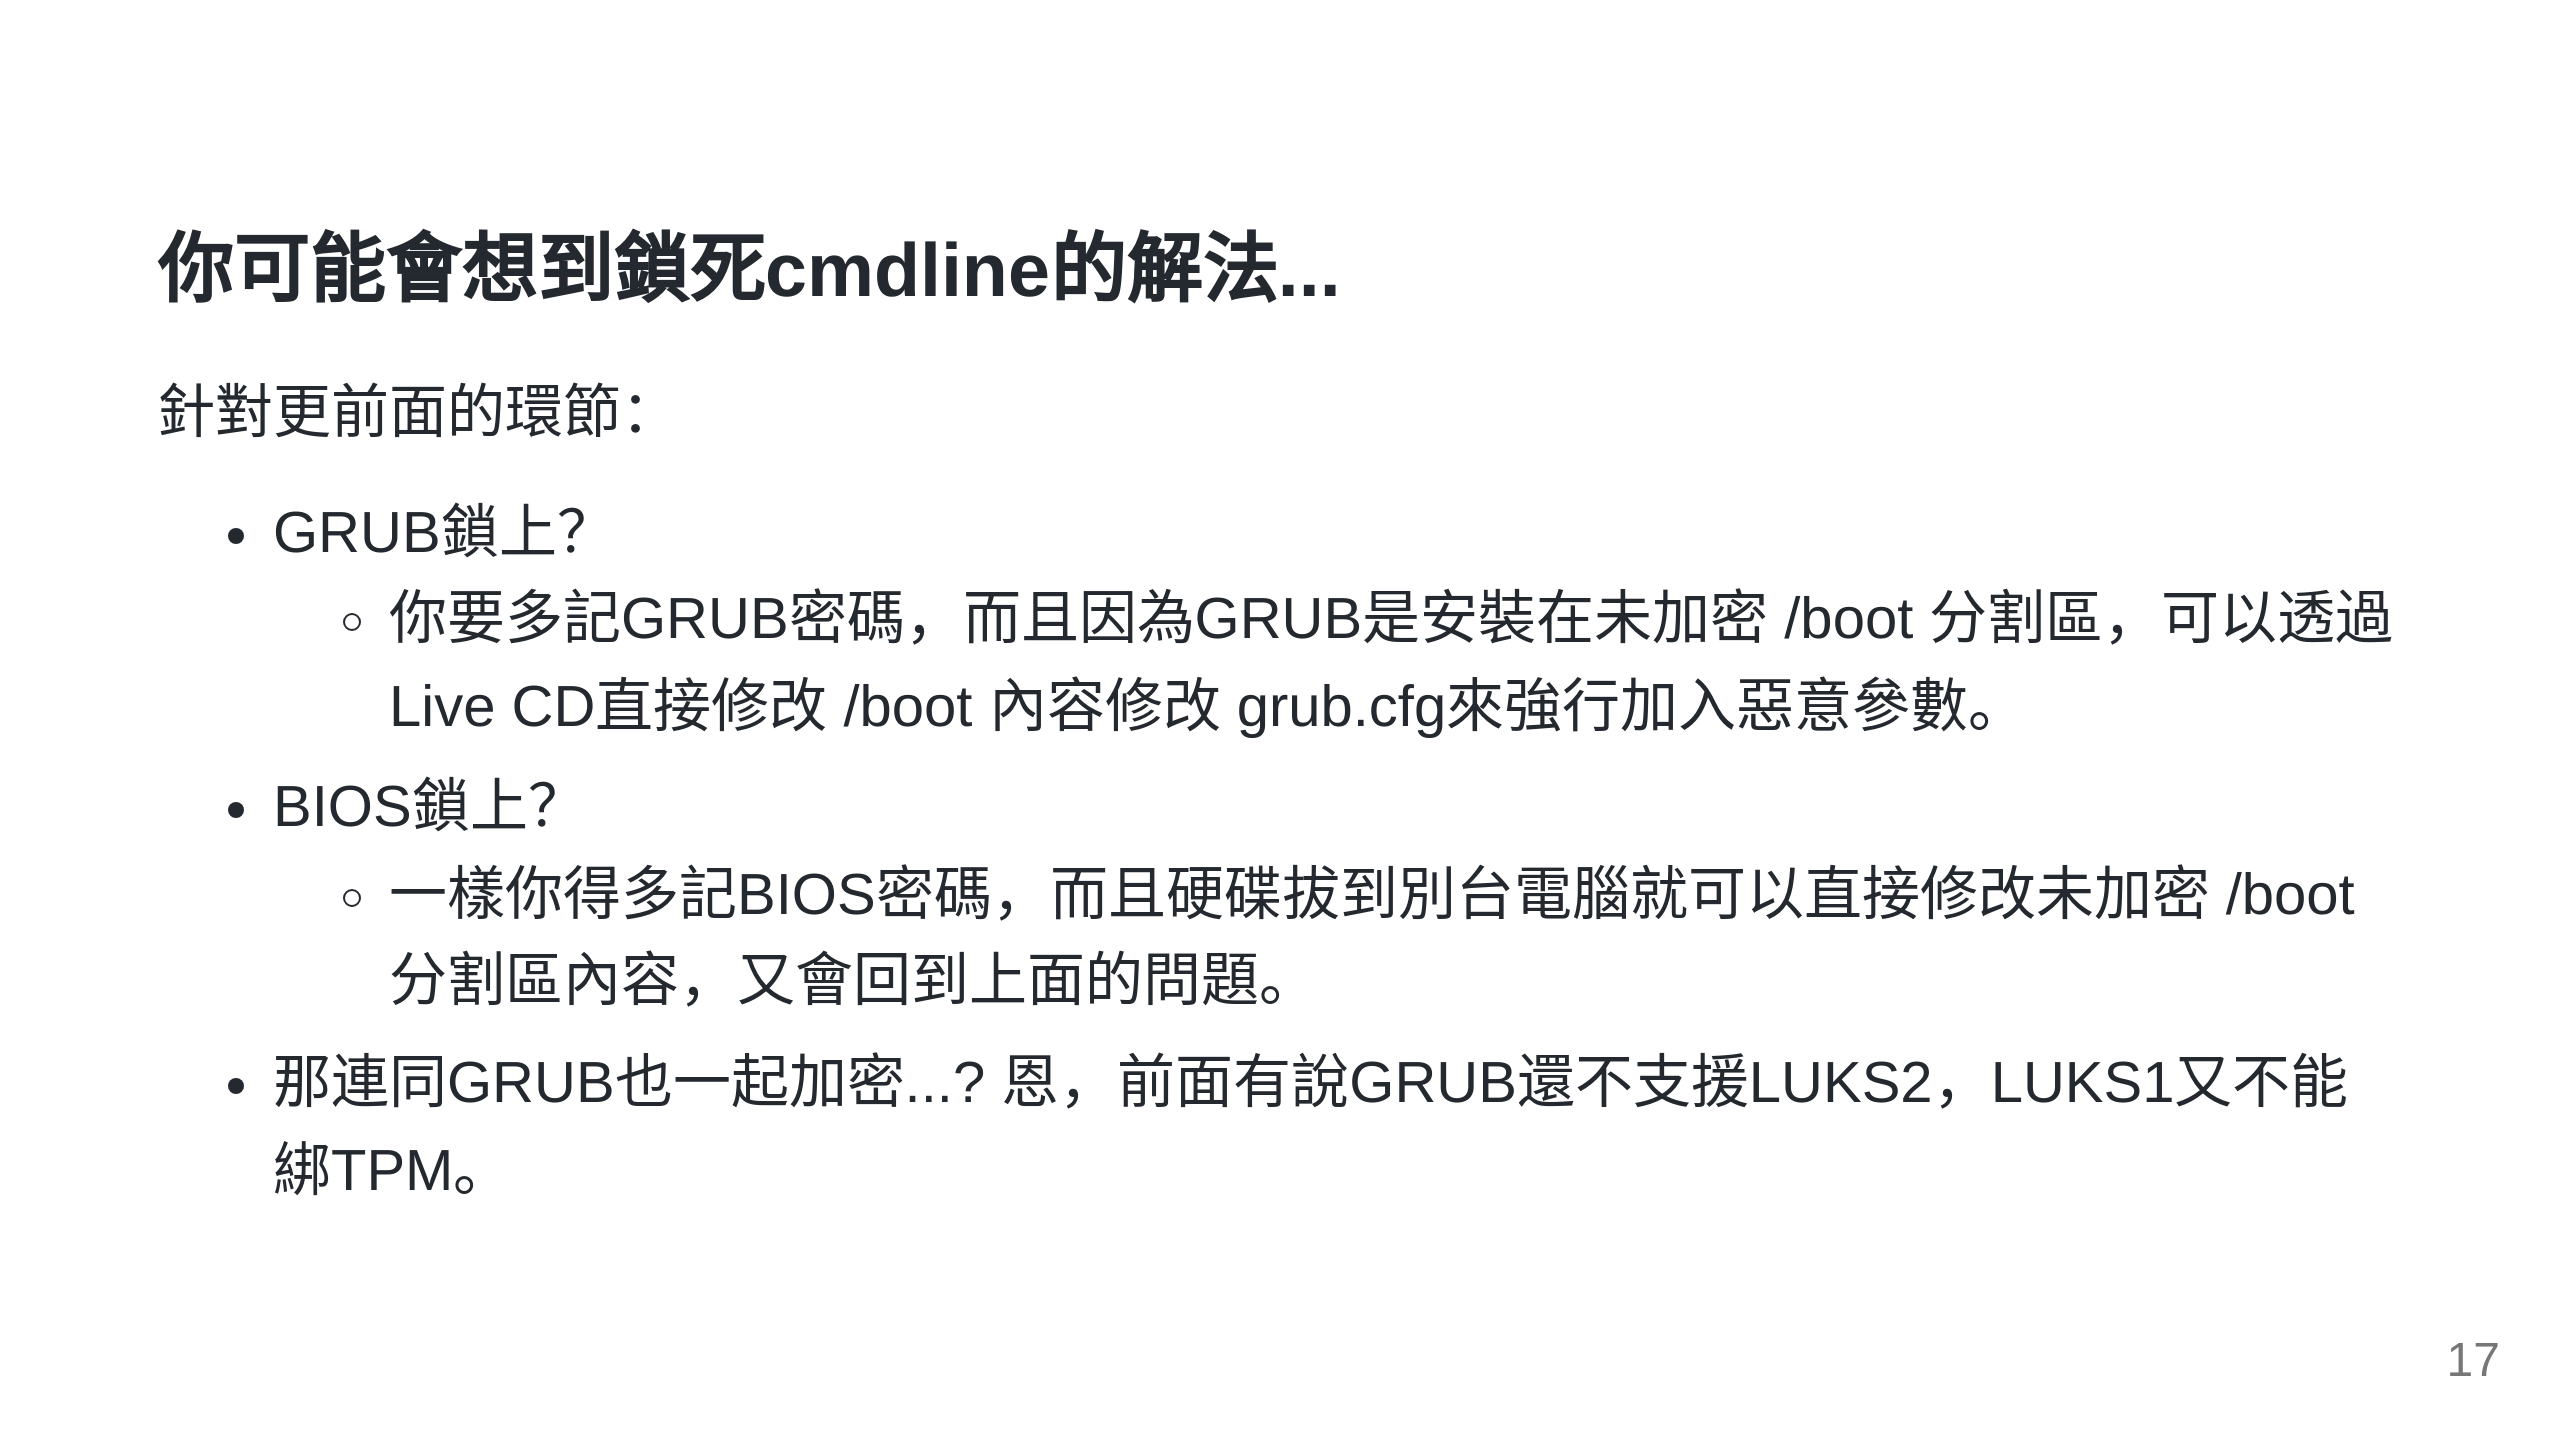 你可能會想到鎖死cmdline的解法...
針對更前面的環節：
• GRUB鎖上？
◦ 你要多記GRUB密碼，而且因為GRUB是安裝在未加密 /boot 分割區，可以透過
Live CD直接修改 /boot 內容修改 grub.cfg來強行加入惡意參數。
• BIOS鎖上？
◦ 一樣你得多記BIOS密碼，而且硬碟拔到別台電腦就可以直接修改未加密 /boot
分割區內容，又會回到上面的問題。
• 那連同GRUB也一起加密...? 恩，前面有說GRUB還不支援LUKS2，LUKS1又不能
綁TPM。
17